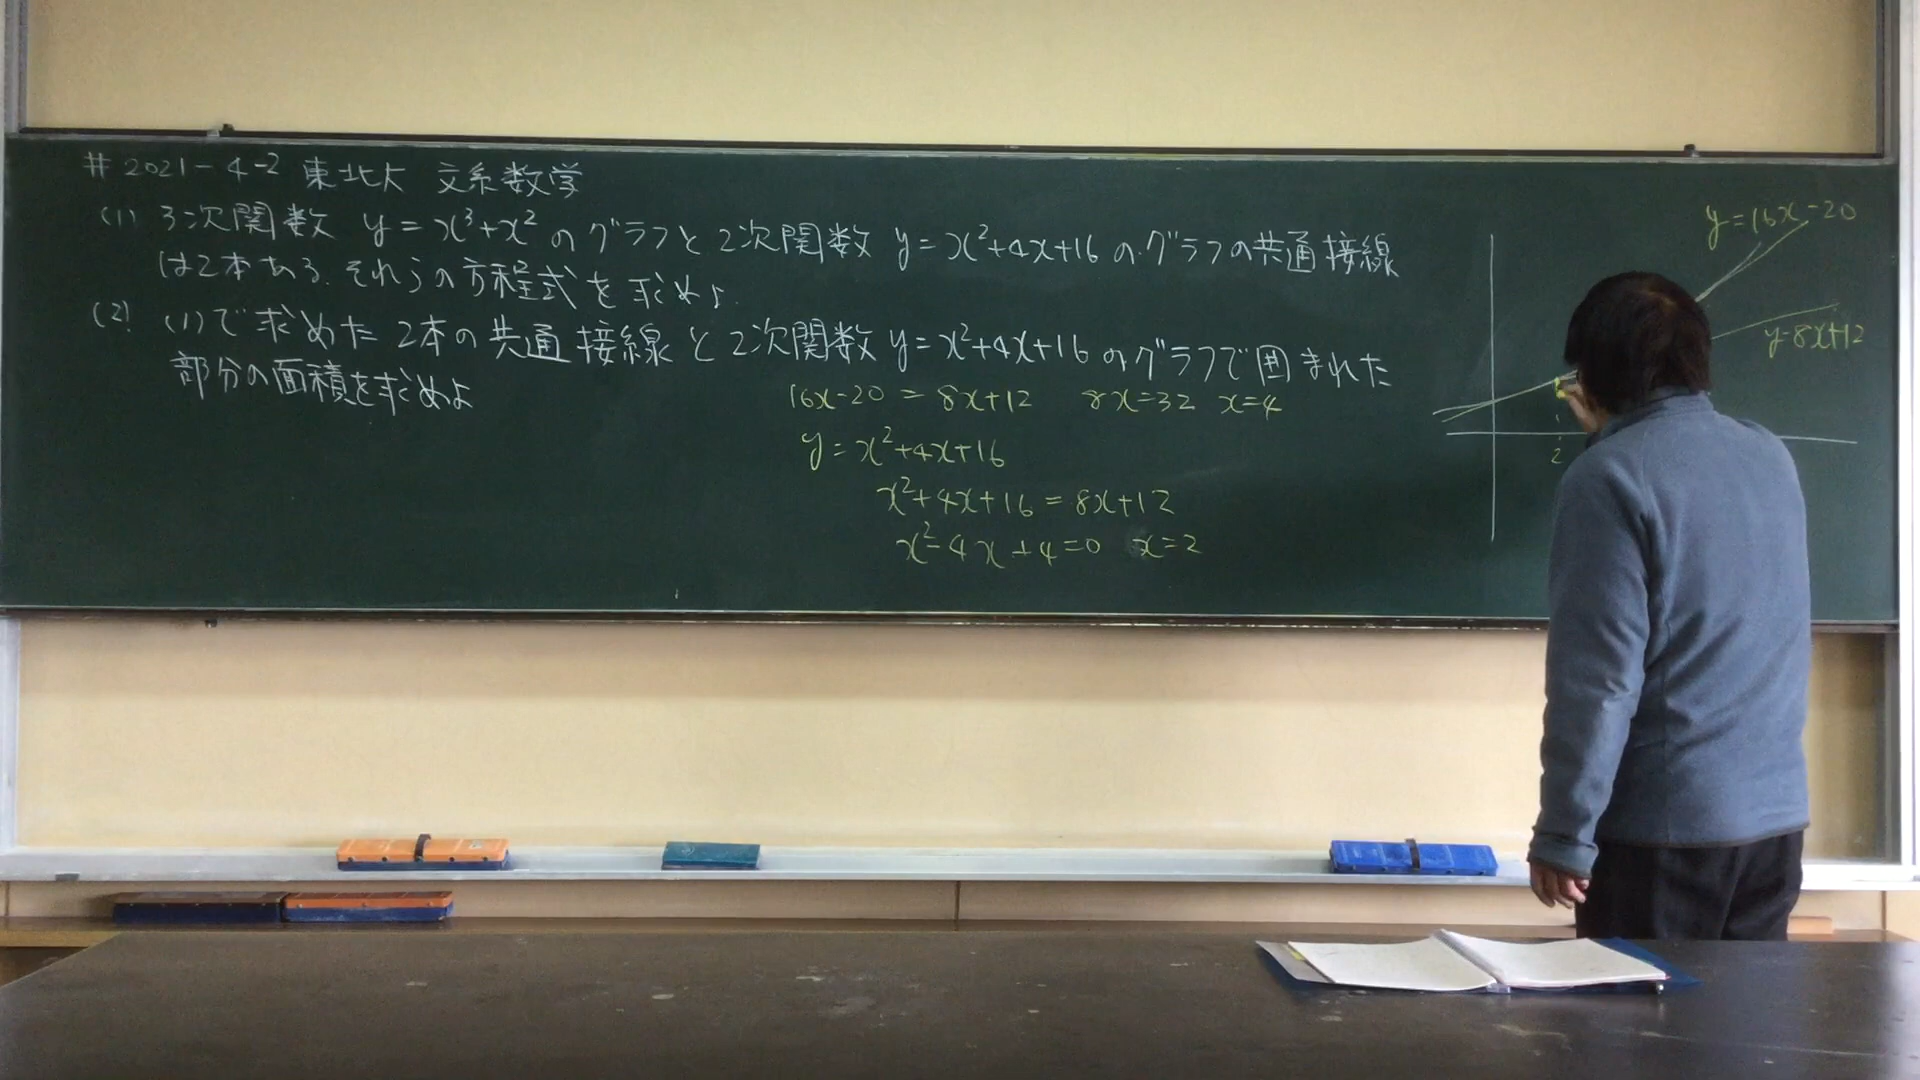 # 2021-4-2 東北大 文系数学
(1) 3次関数 y=x³+x² のグラフと2次関数 y=x²+4x+16のグラフの共通接線
は2本ある.それらの方程式を求めよ.
(2) (1)で求めた2本の共通接線と2次関数y=x²+4x+16のグラフで囲まれた
部分の面積を求めよ
16x-20 = 8x+12 8x=32 x=4
y=x²+4x+16
x²+4x+16=8x+12
x²-4x+4=0 x=2
y=16x-20
y=8x+12
2